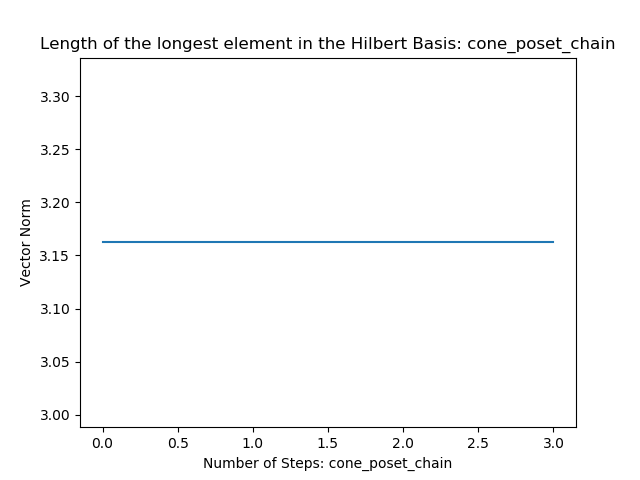 Length of the longest element in the Hilbert Basis: cone_poset_chain
Vector Norm
3.30
3.25
3.20
3.15
3.10
3.05
3.00
0.0 0.5 1.0 1.5 2.0 2.5 3.0
Number of Steps: cone_poset_chain